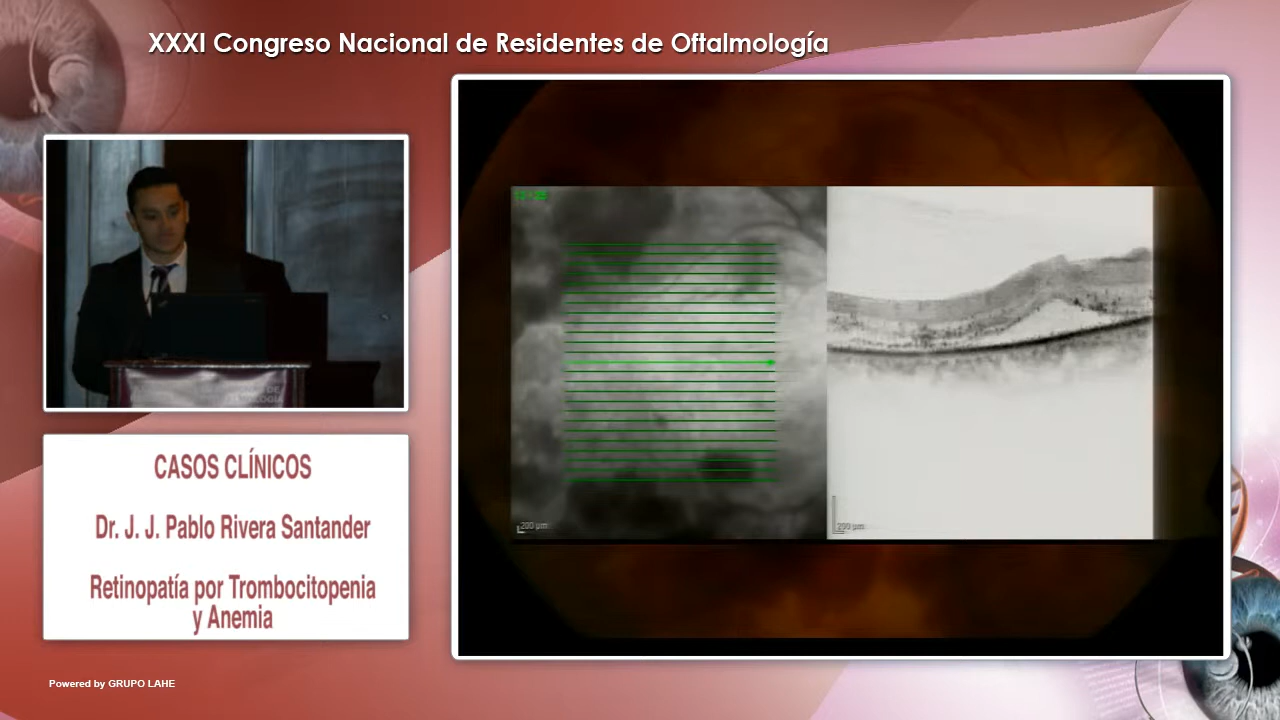 XXXI Congreso Nacional de Residentes de Oftalmología
CASOS CLÍNICOS
Dr. J. J. Pablo Rivera Santander
Retinopatía por Trombocitopenia
y Anemia
200 µm
200 µm
Powered by GRUPO LAHE